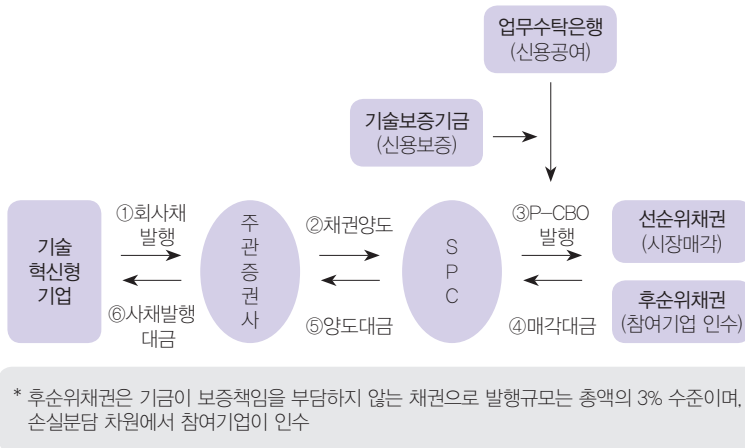 업무수탁은행
(신용공여)
기술보증기금
(신용보증)
기술
혁신형
기업
①회사채
발행
⑥사채발행
대금
주
관
증
권
사
②채권양도
⑤양도대금
S
P
C
③P-CBO
발행
④매각대금
선순위채권
(시장매각)
후순위채권
(참여기업 인수)
* 후순위채권은 기금이 보증책임을 부담하지 않는 채권으로 발행규모는 총액의 3% 수준이며,
손실분담 차원에서 참여기업이 인수